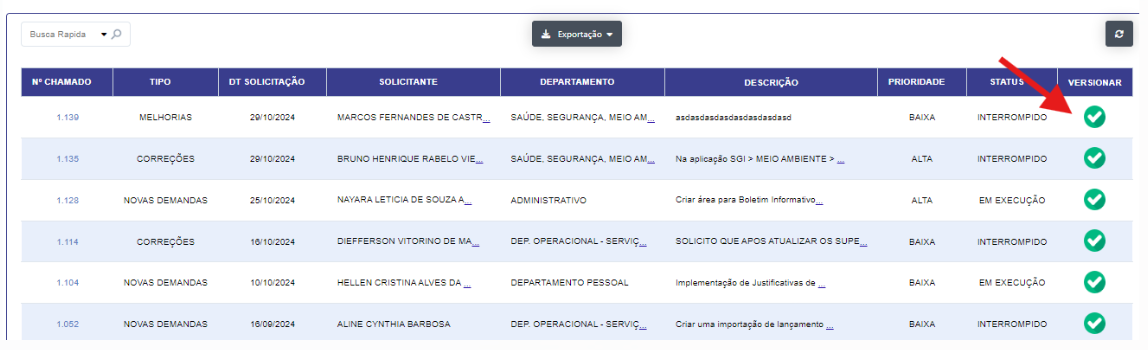 Busca Rapida
Exportação
Nº CHAMADO TIPO DT SOLICITAÇÃO SOLICITANTE DEPARTAMENTO DESCRIÇÃO PRIORIDADE STATUS VERSIONAR
1.139 MELHORIAS 29/10/2024 MARCOS FERNANDES DE CASTR... SAÚDE, SEGURANÇA, MEIO AM... asdasdasdasdasdasdasdasd BAIXA INTERROMPIDO
1.135 CORREÇÕES 29/10/2024 BRUNO HENRIQUE RABELO VIE... SAÚDE, SEGURANÇA, MEIO AM... Na aplicação SGI > MEIO AMBIENTE > ... ALTA INTERROMPIDO
1.128 NOVAS DEMANDAS 25/10/2024 NAYARA LETICIA DE SOUZA A... ADMINISTRATIVO Criar área para Boletim Informativo... ALTA EM EXECUÇÃO
1.114 CORREÇÕES 16/10/2024 DIEFFERSON VITORINO DE MA... DEP. OPERACIONAL - SERVIÇ... SOLICITO QUE APOS ATUALIZAR OS SUPE... BAIXA INTERROMPIDO
1.104 NOVAS DEMANDAS 10/10/2024 HELLEN CRISTINA ALVES DA ... DEPARTAMENTO PESSOAL Implementação de Justificativas de ... BAIXA EM EXECUÇÃO
1.052 NOVAS DEMANDAS 16/09/2024 ALINE CYNTHIA BARBOSA DEP. OPERACIONAL - SERVIÇ... Criar uma importação de lançamento ... BAIXA INTERROMPIDO